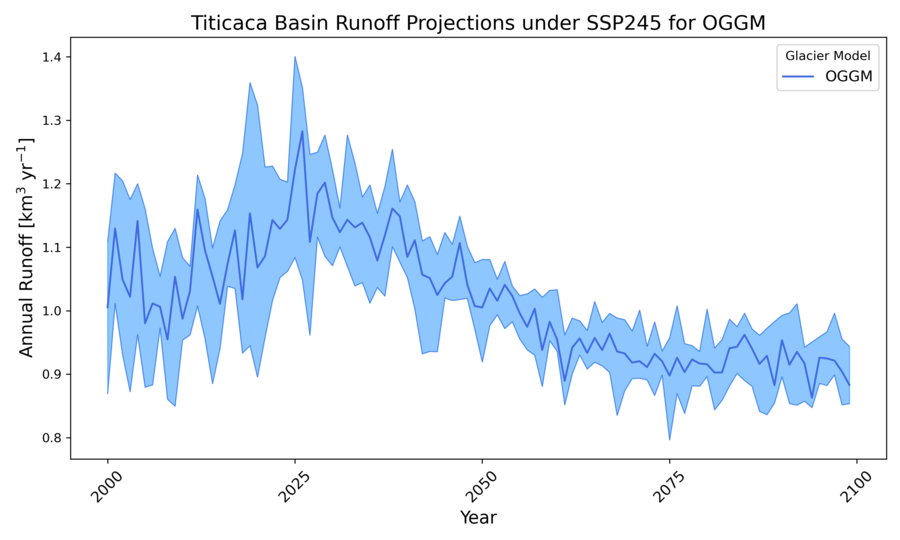 Titicaca Basin Runoff Projections under SSP245 for OGGM
Glacier Model
OGGM
Annual Runoff [km³ yr⁻¹]
1.4
1.3
1.2
1.1
1.0
0.9
0.8
2000 2025 2050 2075 2100
Year